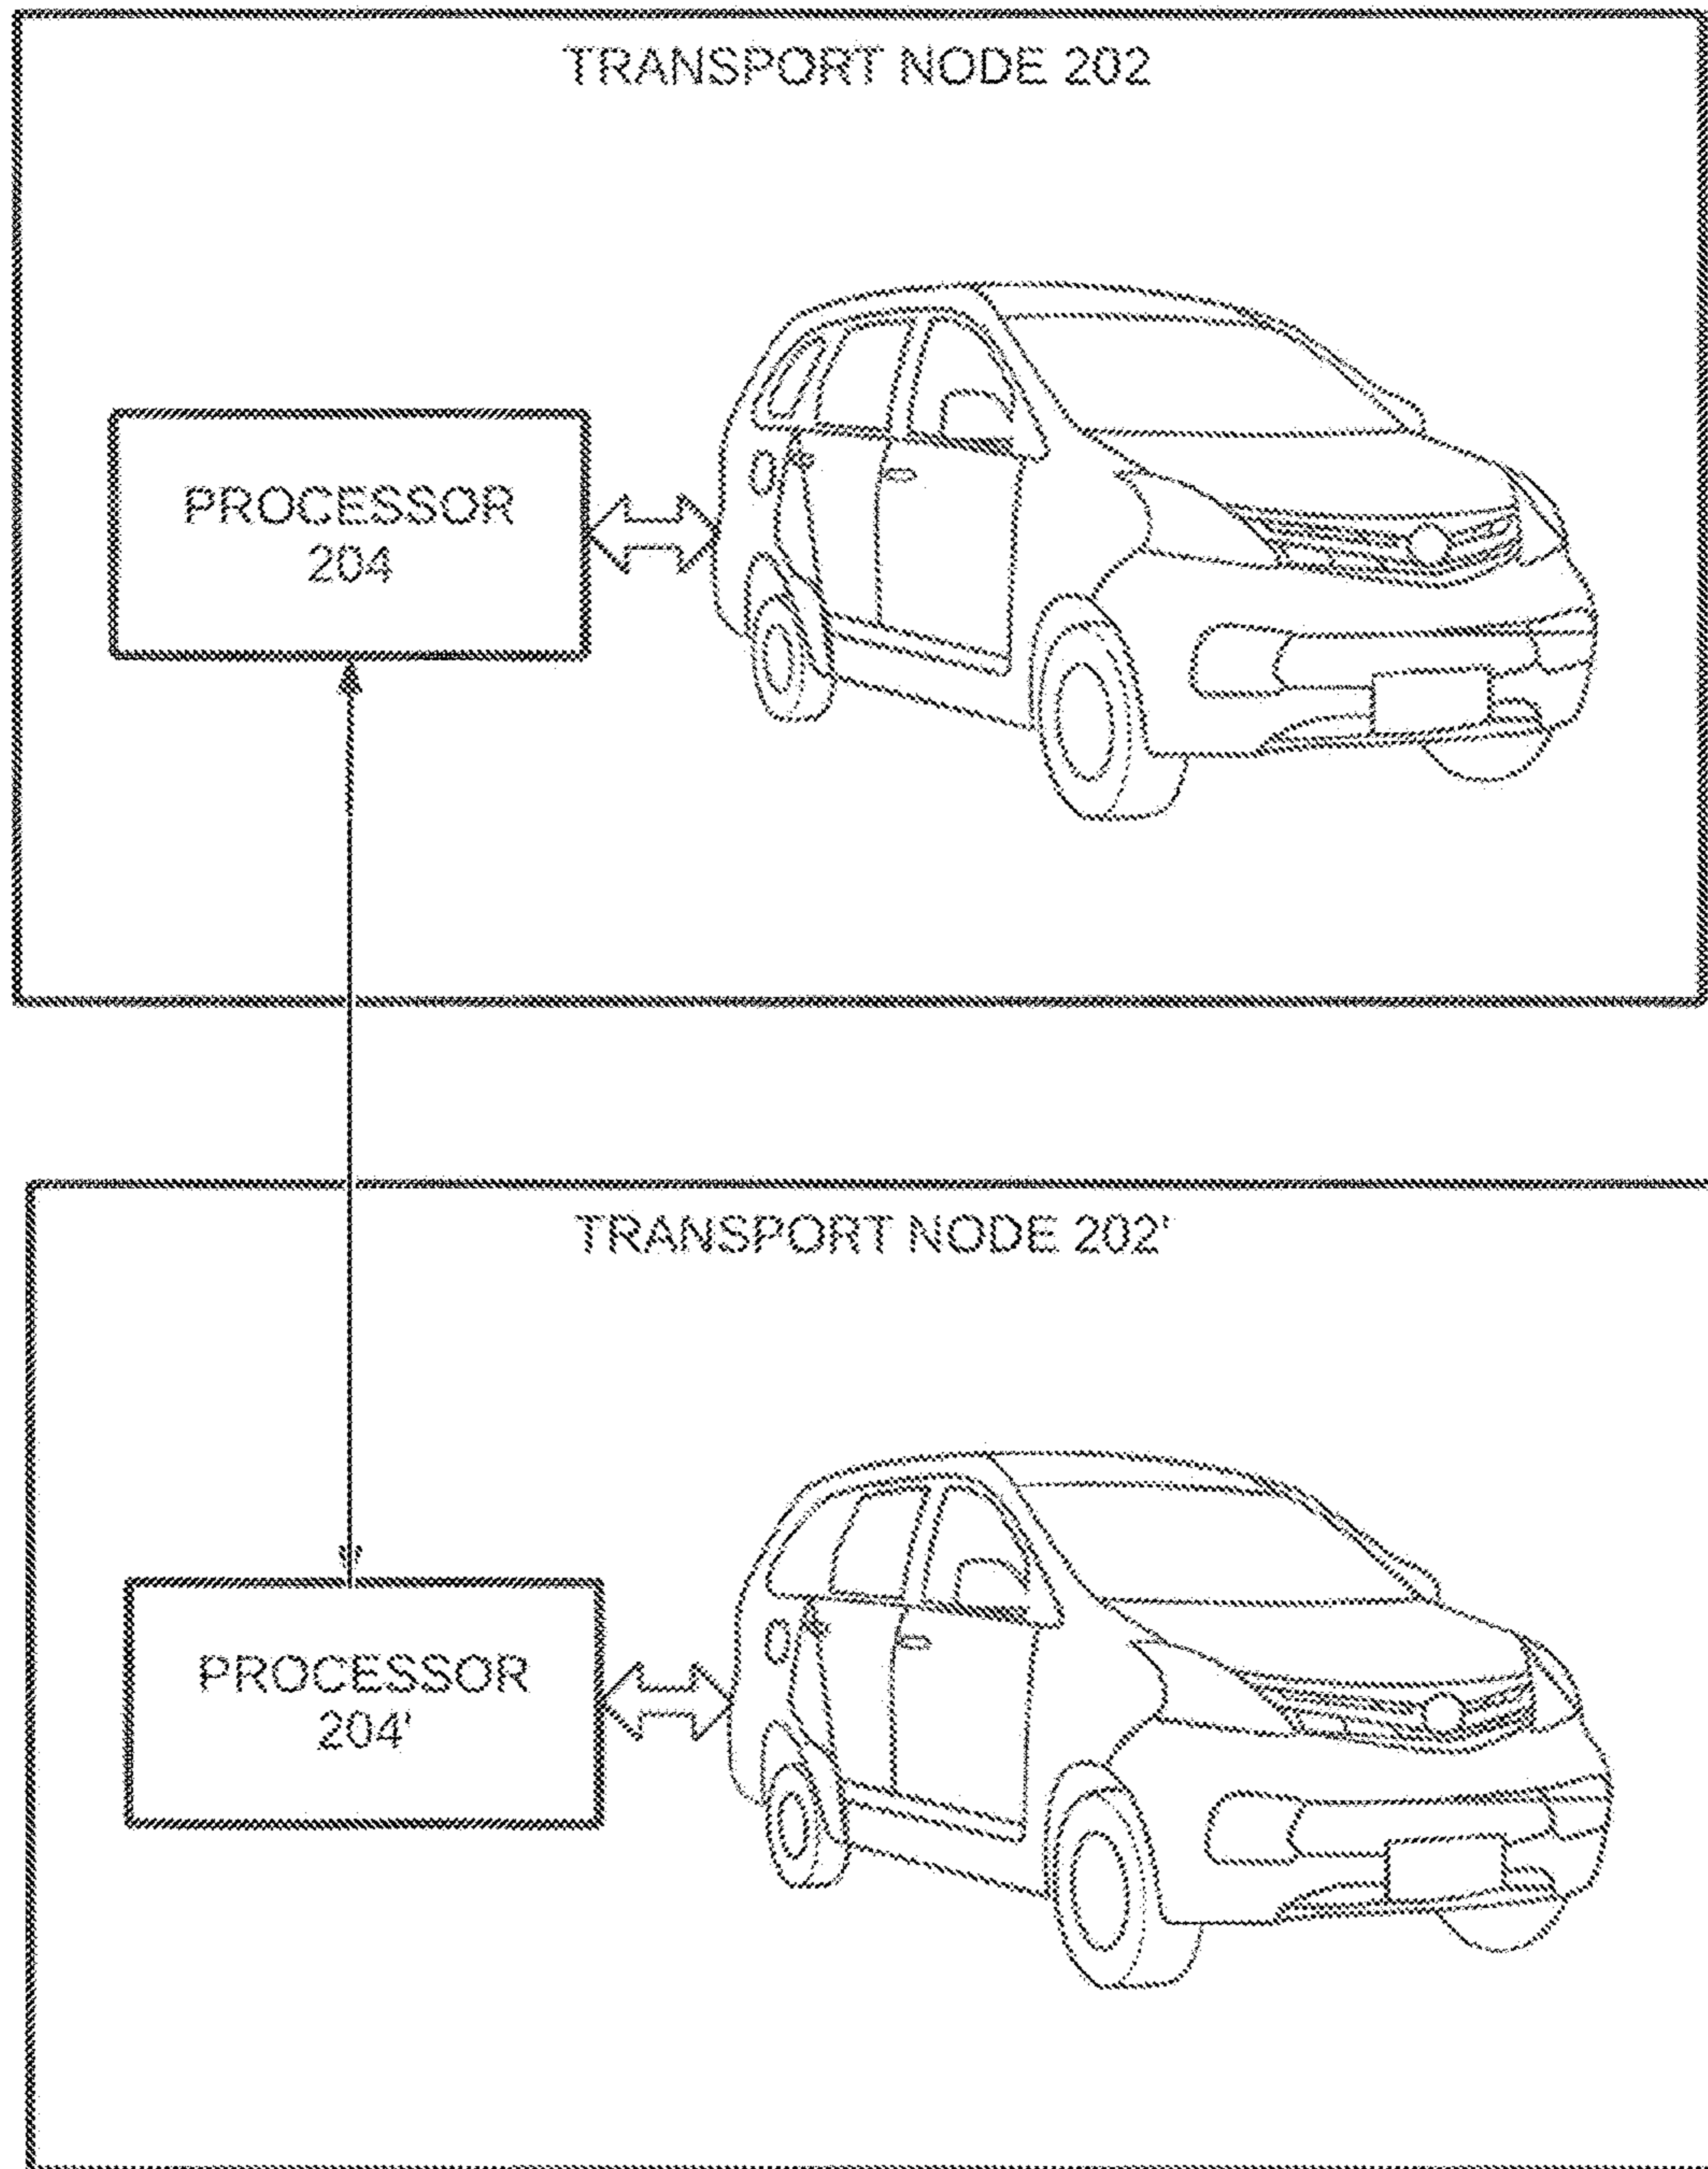 TRANSPORT NODE 202
PROCESSOR
204
TRANSPORT NODE 202'
PROCESSOR
204'